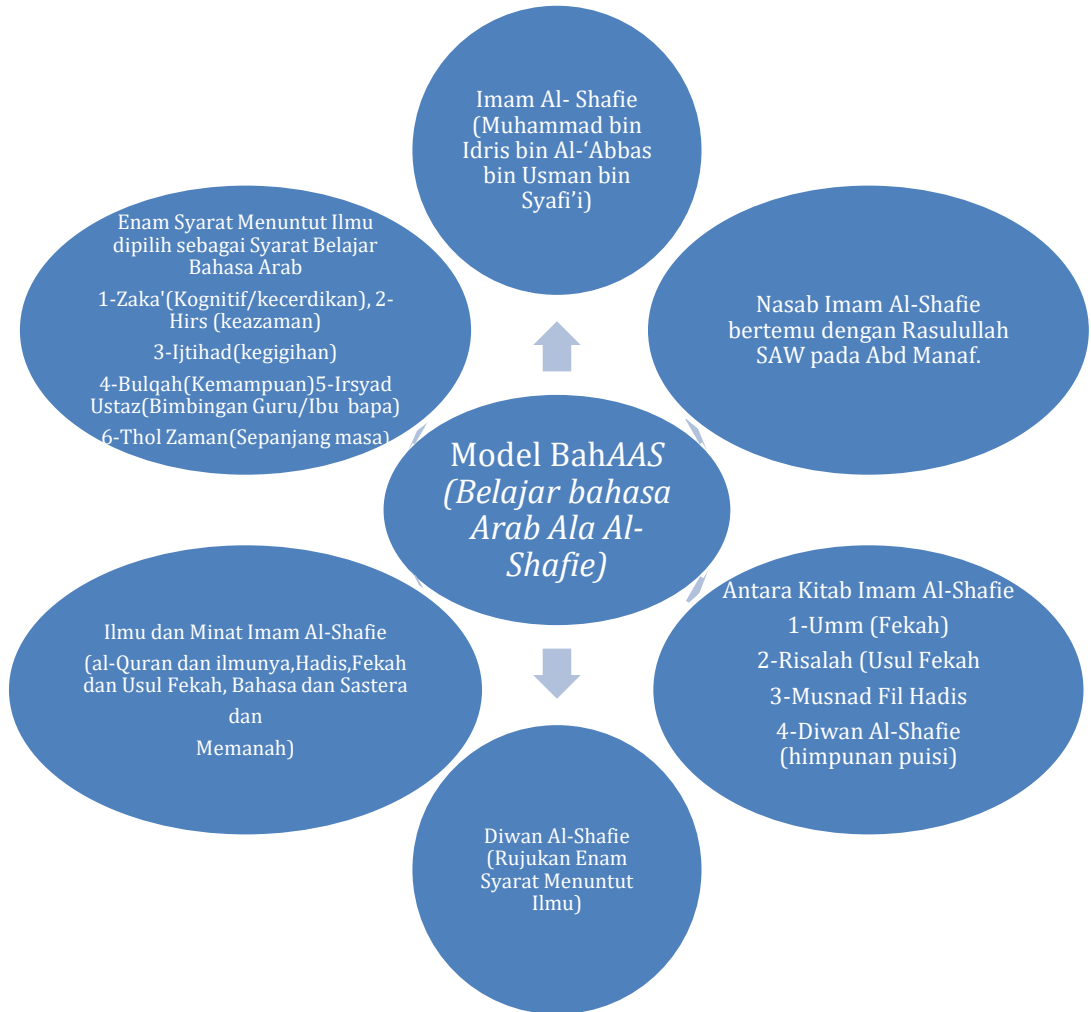 Imam Al- Shafie
(Muhammad bin
Idris bin Al-‘Abbas
bin Usman bin
Syafi’i)
Nasab Imam Al-Shafie
bertemu dengan Rasulullah
SAW pada Abd Manaf.
Antara Kitab Imam Al-Shafie
1-Umm (Fekah)
2-Risalah (Usul Fekah
3-Musnad Fil Hadis
4-Diwan Al-Shafie
(himpunan puisi)
Diwan Al-Shafie
(Rujukan Enam
Syarat Menuntut
Ilmu)
Ilmu dan Minat Imam Al-Shafie
(al-Quran dan ilmunya,Hadis,Fekah
dan Usul Fekah, Bahasa dan Sastera
dan
Memanah)
Enam Syarat Menuntut Ilmu
dipilih sebagai Syarat Belajar
Bahasa Arab
1-Zaka'(Kognitif/kecerdikan), 2-
Hirs (keazaman)
3-Ijtihad(kegigihan)
4-Bulqah(Kemampuan)5-Irsyad
Ustaz(Bimbingan Guru/Ibu bapa)
6-Thol Zaman(Sepanjang masa)
Model BahAAS
(Belajar bahasa
Arab Ala Al-
Shafie)